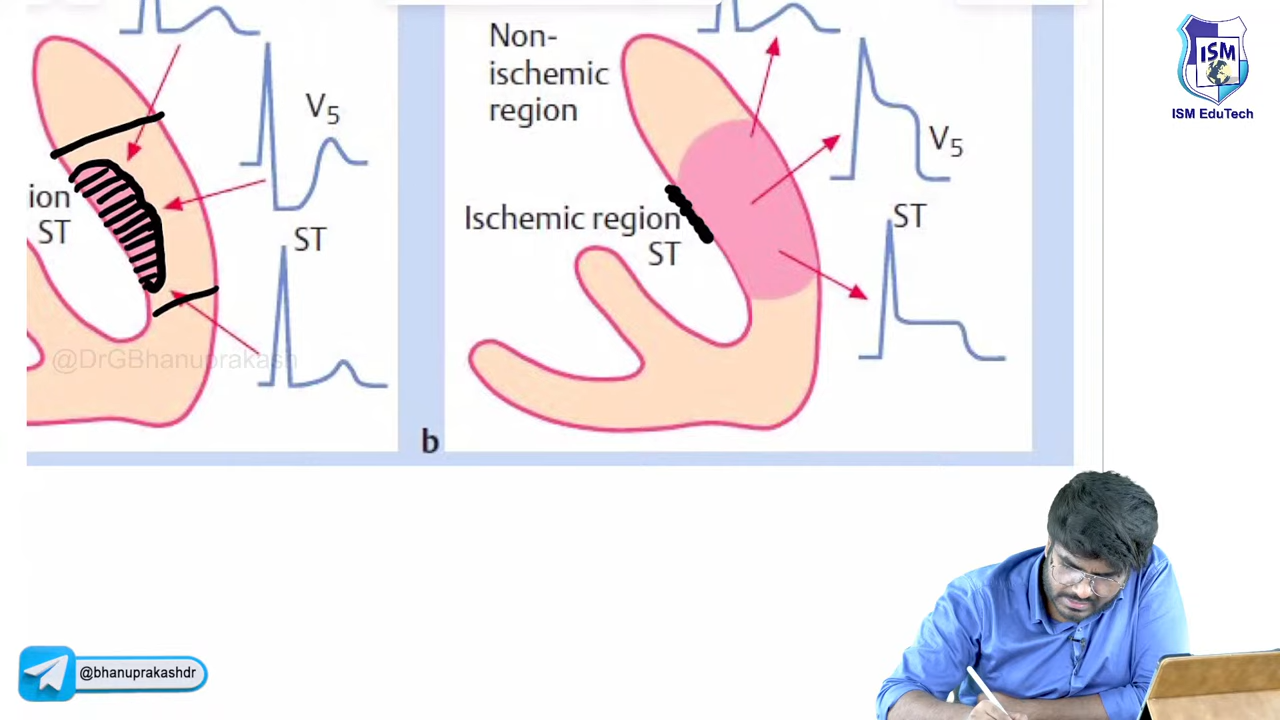 V5
ion
ST
ST
Non-
ischemic
region
V5
Ischemic region
ST
ST
b
@DrGBhanuprakash
ISM
ISM EduTech
@bhanuprakashdr